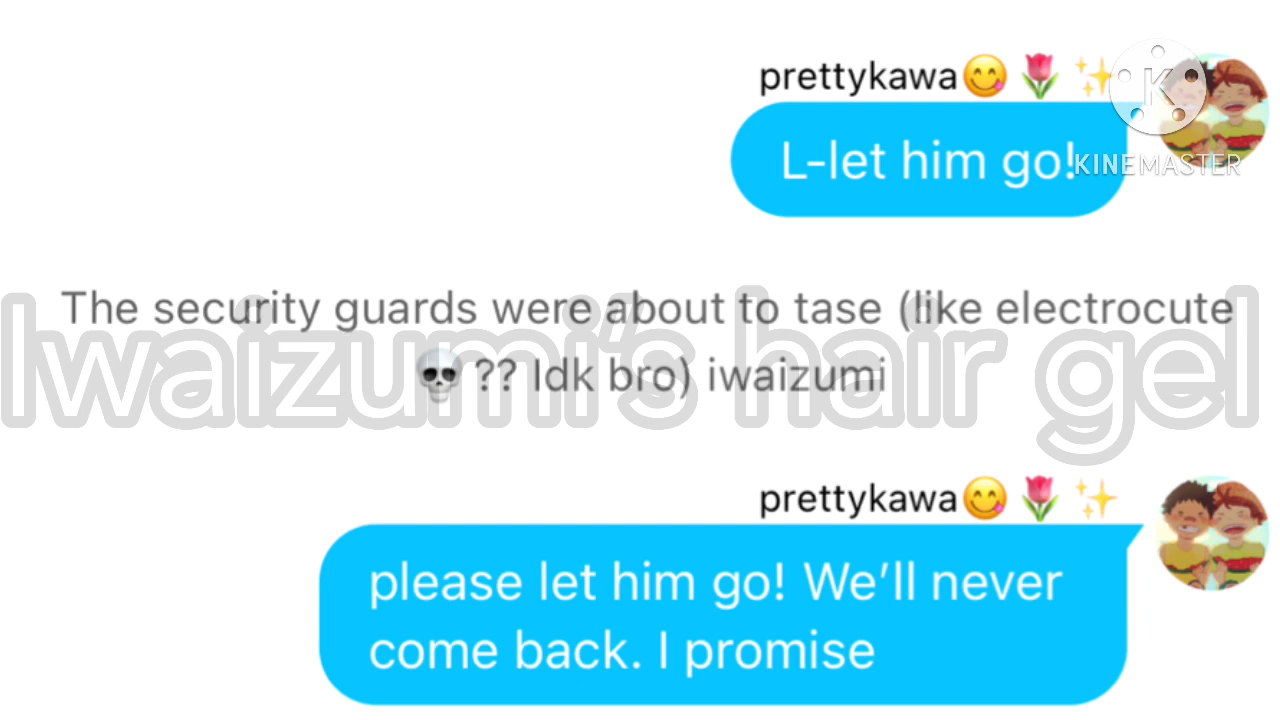 prettykawa😋🌷✨
L-let him go!
KINEMASTER
The security guards were about to tase (like electrocute
💀?? Idk bro) iwaizumi
Iwaizumi's hair gel
prettykawa😋🌷✨
please let him go! We’ll never
come back. I promise